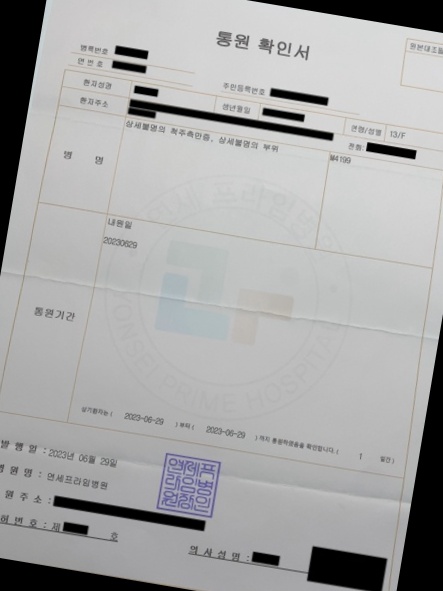 통원 확인서
원본대조필
병록번호
연 번 호
주민등록번호
환자성명
생년월일
연령/성별 13/F
환자주소
전화:
병 명
상세불명의 척주측만증, 상세불명의 부위
M4199
내원일
20230629
통원기간
상기환자는 ( 2023-06-29 ) 부터 ( 2023-06-29 ) 까지 통원하였음을 확인합니다. ( 1 일간 )
발 행 일 : 2023년 06월 29일
병 원 명 : 연세프라임병원
원 주 소 :
허 번 호 : 제 호
의 사 성 명 :
연세프라임병원
YONSEI PRIME HOSPITAL